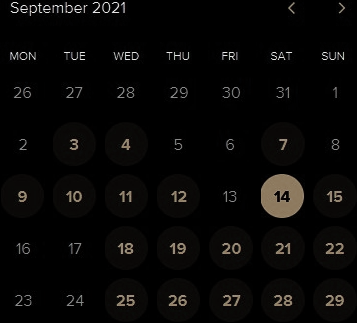 September 2021 < >
MON TUE WED THU FRI SAT SUN
26 27 28 29 30 31 1
2 3 4 5 6 7 8
9 10 11 12 13 14 15
16 17 18 19 20 21 22
23 24 25 26 27 28 29